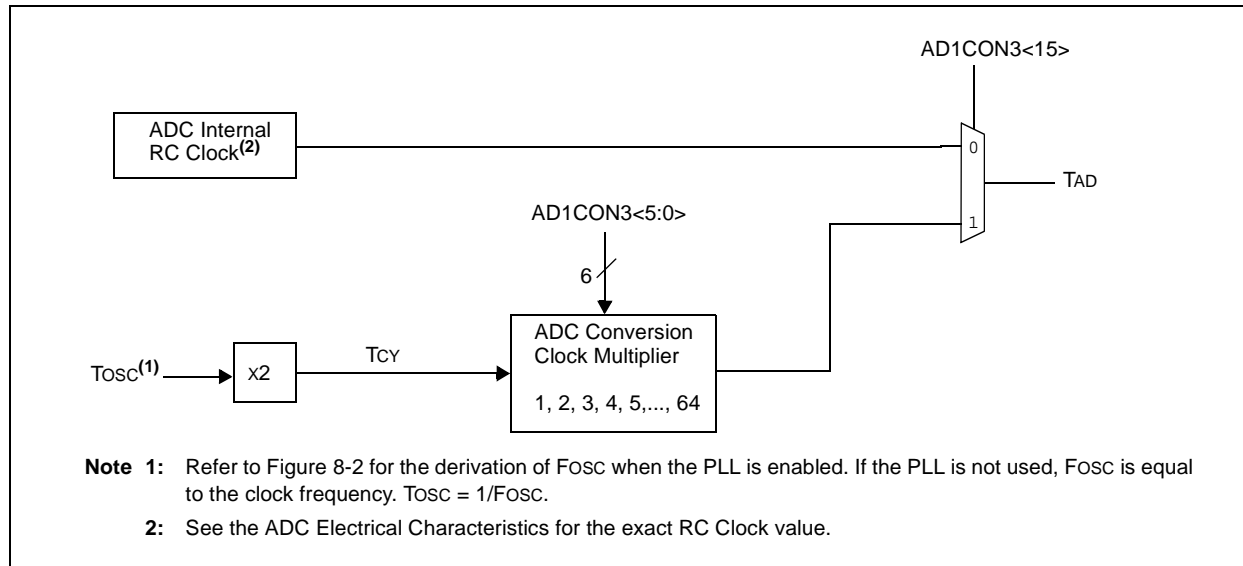 AD1CON3<15>
ADC Internal
RC Clock(2)
0
TAD
AD1CON3<5:0>
1
6
ADC Conversion
Clock Multiplier
TOSC(1)
X2
TCY
1, 2, 3, 4, 5,..., 64
Note 1: Refer to Figure 8-2 for the derivation of FOSC when the PLL is enabled. If the PLL is not used, FOSC is equal
to the clock frequency. TOSC = 1/FOSC.
2: See the ADC Electrical Characteristics for the exact RC Clock value.